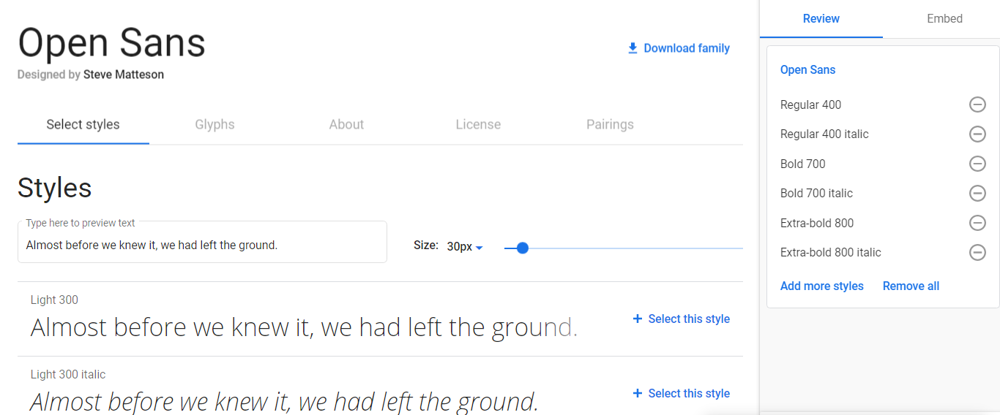 Open Sans
Designed by Steve Matteson
Download family
Select styles Glyphs About License Pairings
Styles
Type here to preview text
Almost before we knew it, we had left the ground.
Size: 30px
Light 300
Almost before we knew it, we had left the ground.
+ Select this style
Light 300 italic
Almost before we knew it, we had left the ground.
+ Select this style
Review Embed
Open Sans
Regular 400
Regular 400 italic
Bold 700
Bold 700 italic
Extra-bold 800
Extra-bold 800 italic
Add more styles Remove all